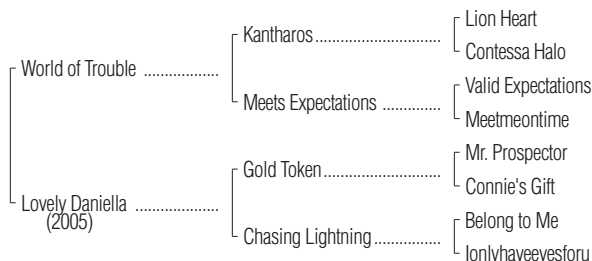 Lion Heart
Kantharos
Contessa Halo
World of Trouble
Valid Expectations
Meets Expectations
Meetmeontime
Mr. Prospector
Gold Token
Connie's Gift
Lovely Daniella
(2005)
Belong to Me
Chasing Lightning
Ionlyhaveeyesforu